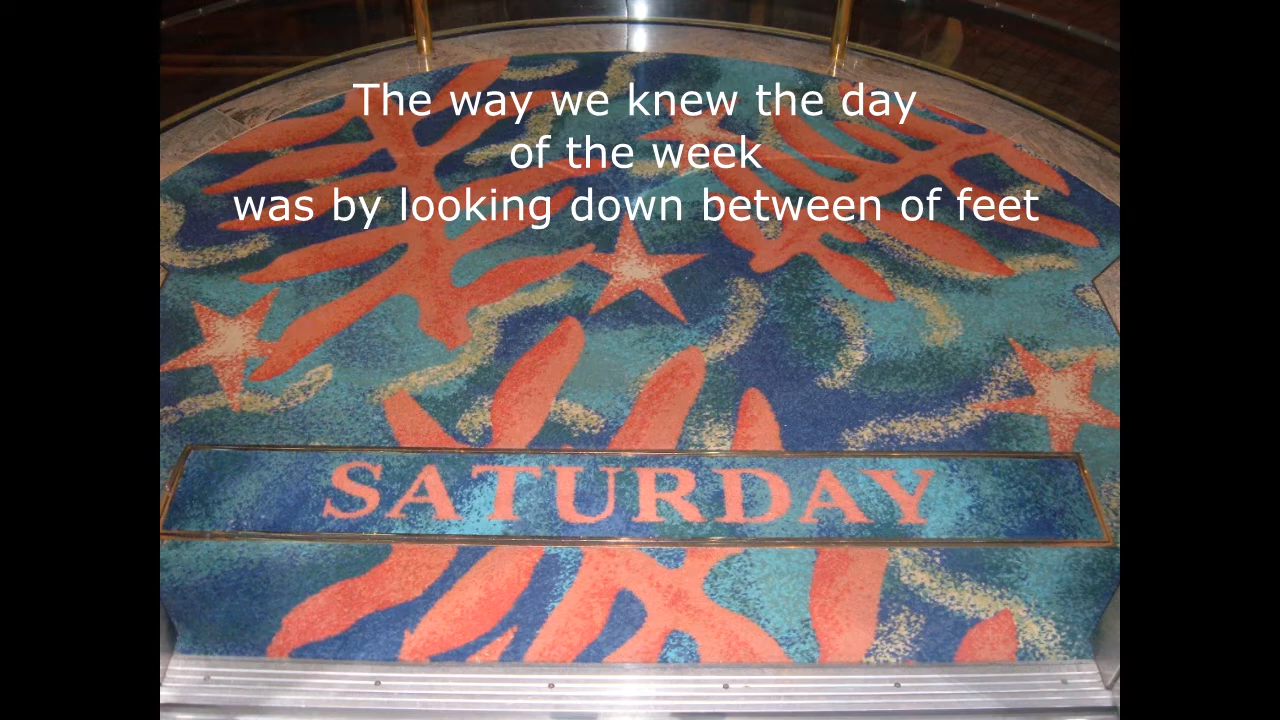 The way we knew the day
of the week
was by looking down between of feet
SATURDAY